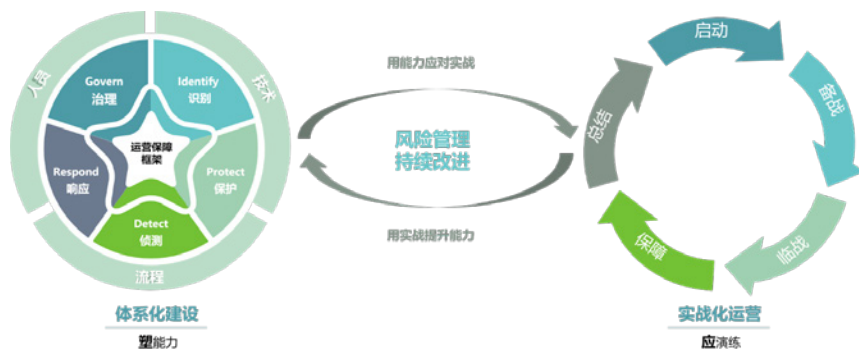 人员
技术
流程
Govern
治理
Identify
识别
Respond
响应
Protect
保护
Detect
侦测
运营保障
框架
体系化建设
塑能力
用能力应对实战
风险管理
持续改进
用实战提升能力
启动
备战
临战
保障
总结
实战化运营
应演练